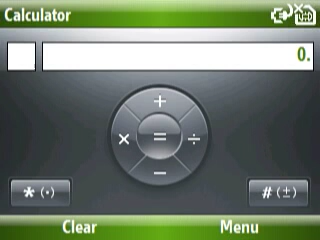 Calculator
0.
+
× = ÷
−
* (·) # (±)
Clear Menu